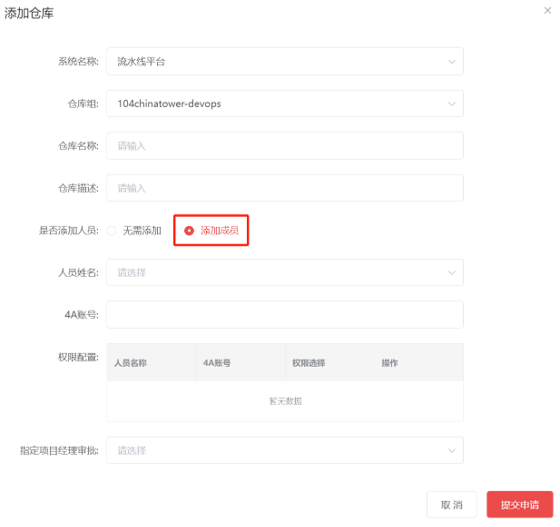 添加仓库
系统名称: 流水线平台
仓库组: 104chinatower-devops
仓库名称: 请输入
仓库描述: 请输入
是否添加人员: 无需添加 添加成员
人员姓名: 请选择
4A账号:
权限配置: 人员名称 4A账号 权限选择 操作
暂无数据
指定项目经理审批: 请选择
取消 提交申请